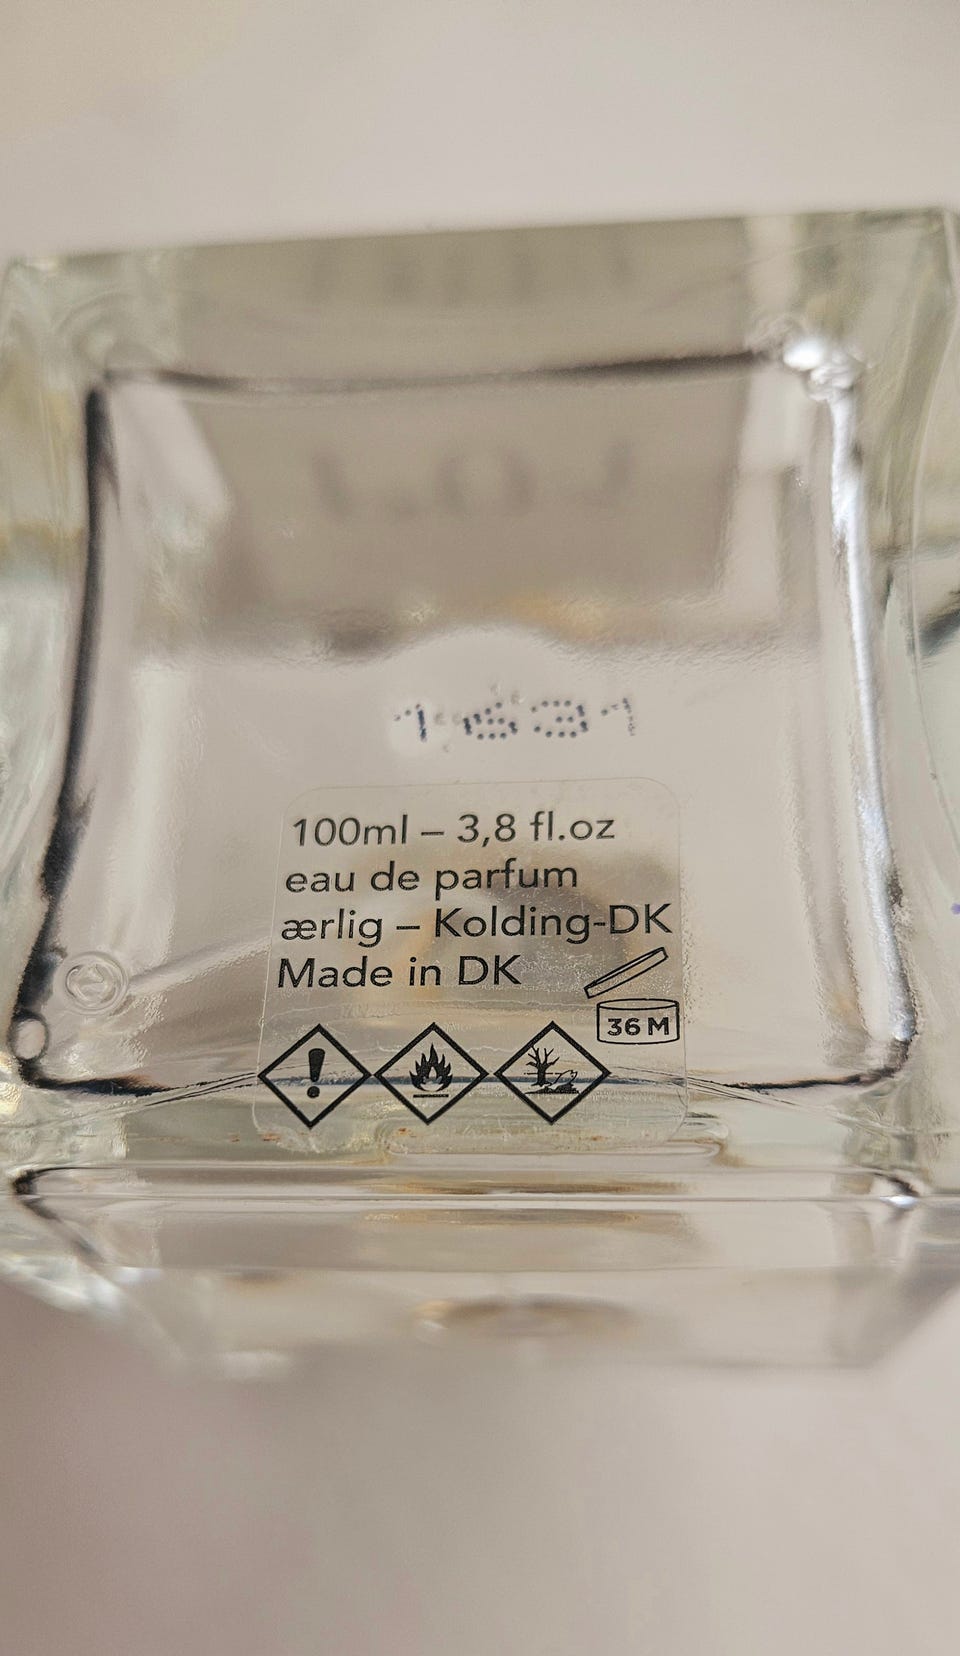 100ml – 3,8 fl.oz
eau de parfum
ærlig – Kolding-DK
Made in DK
36 M